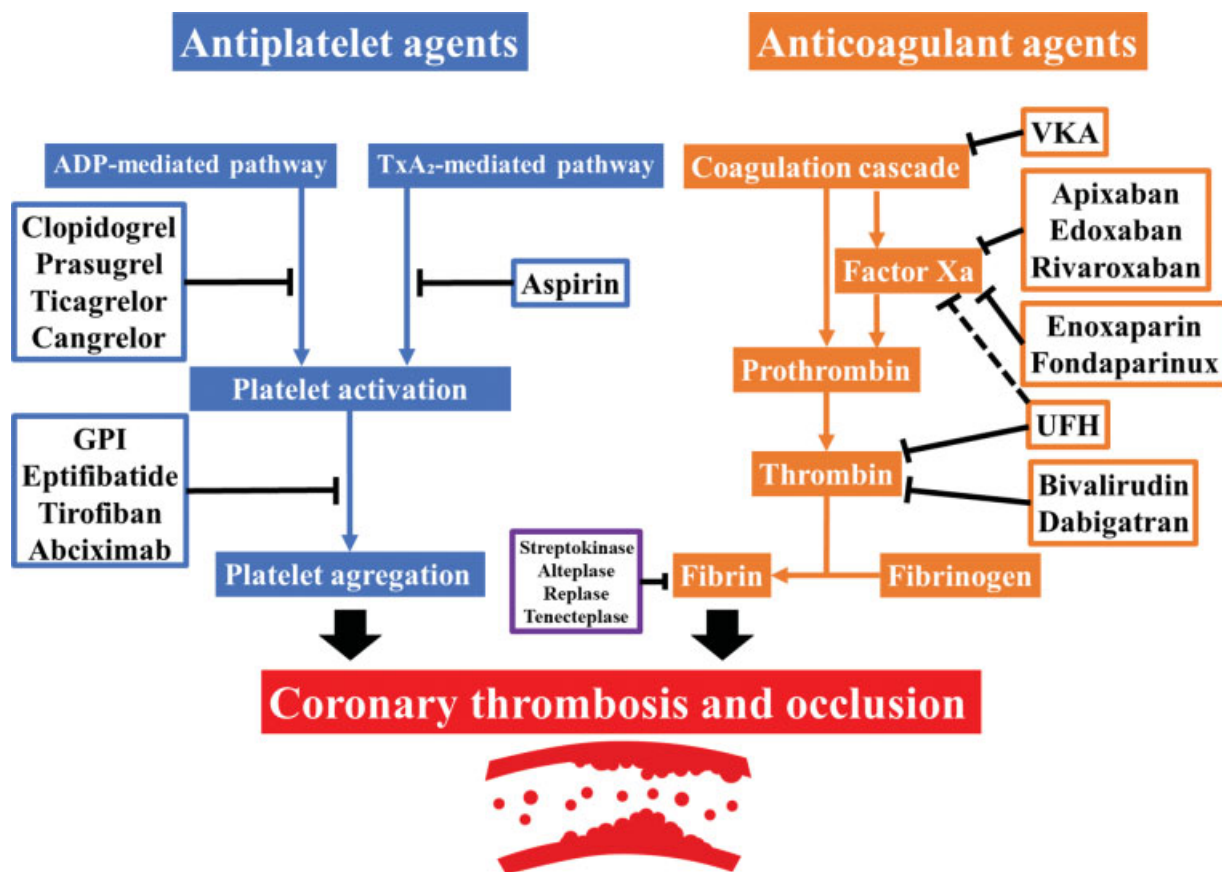 Antiplatelet agents
ADP-mediated pathway
TxA₂-mediated pathway
Clopidogrel
Prasugrel
Ticagrelor
Cangrelor
Aspirin
Platelet activation
GPI
Eptifibatide
Tirofiban
Abciximab
Platelet agregation
Anticoagulant agents
VKA
Coagulation cascade
Apixaban
Edoxaban
Rivaroxaban
Factor Xa
Enoxaparin
Fondaparinux
Prothrombin
UFH
Thrombin
Bivalirudin
Dabigatran
Streptokinase
Alteplase
Replase
Tenecteplase
Fibrin
Fibrinogen
Coronary thrombosis and occlusion